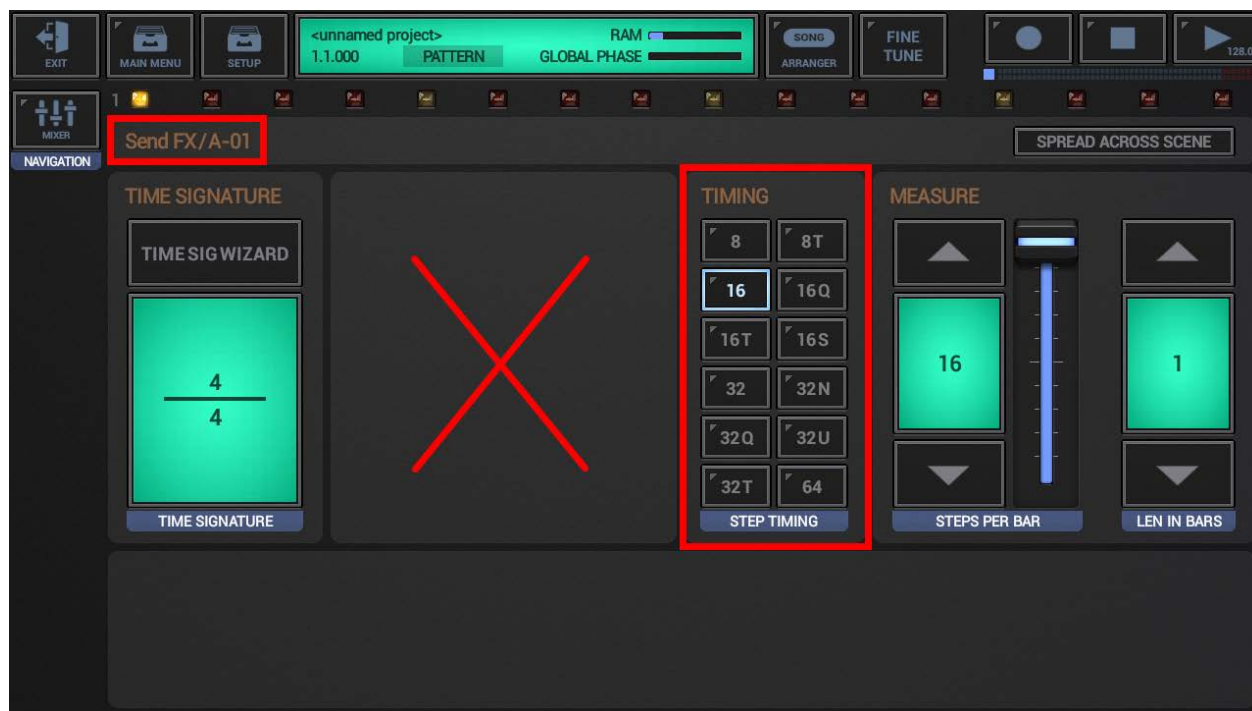 EXIT
MAIN MENU
SETUP
<unnamed project>
RAM
1.1.000
PATTERN
GLOBAL PHASE
SONG
ARRANGER
FINE
TUNE
128.0
MIXER
NAVIGATION
1
Send FX/A-01
SPREAD ACROSS SCENE
TIME SIGNATURE
TIME SIG WIZARD
4
4
TIME SIGNATURE
TIMING
8
8T
16
16Q
16T
16S
32
32N
32Q
32U
32T
64
STEP TIMING
MEASURE
16
STEPS PER BAR
1
LEN IN BARS